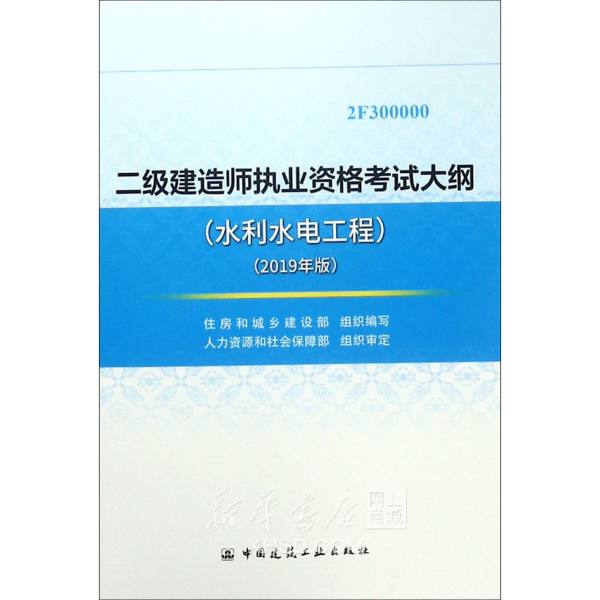 2F300000
二级建造师执业资格考试大纲
（水利水电工程）
（2019年版）
住房和城乡建设部 组织编写
人力资源和社会保障部 组织审定
新华书店
网上商城
XHSD.COM
中国建筑工业出版社